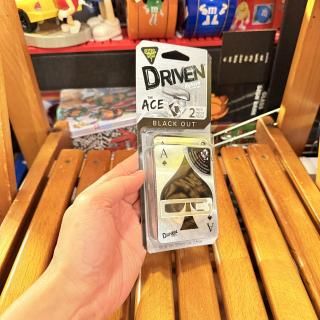 DRIVEN
THE
ACE
2
BLACK OUT
A
DRIVEN
A